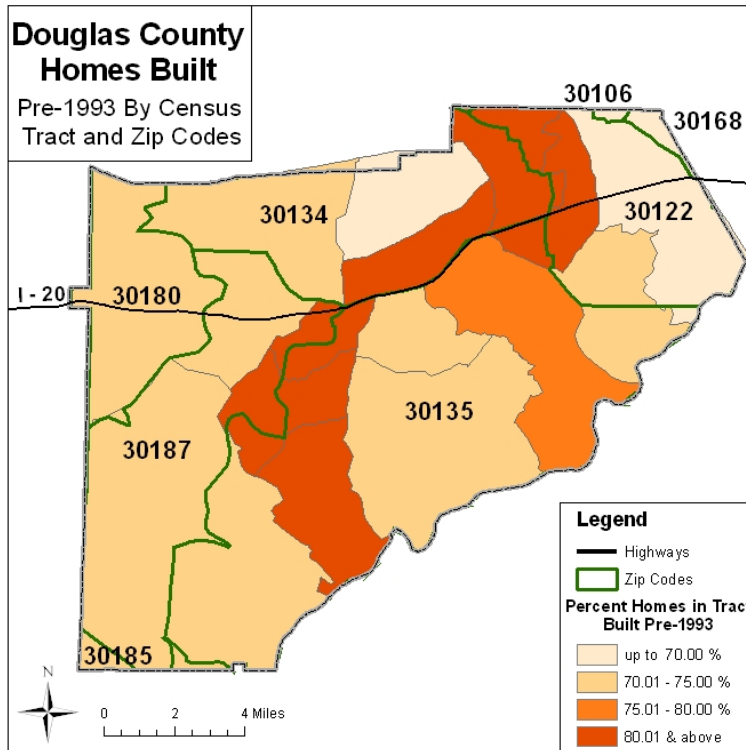 Douglas County
Homes Built
Pre-1993 By Census
Tract and Zip Codes
30106
30168
30134
30122
I - 20
30180
30135
30187
30185
N
0 2 4 Miles
Legend
Highways
Zip Codes
Percent Homes in Trac
Built Pre-1993
up to 70.00 %
70.01 - 75.00 %
75.01 - 80.00 %
80.01 & above